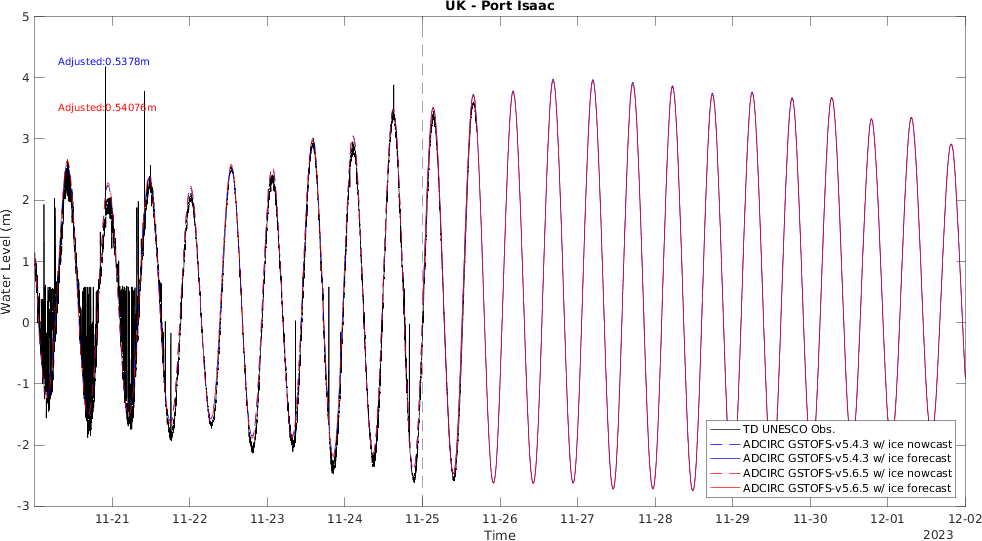 UK - Port Isaac
Adjusted:0.5378m
Adjusted:0.54076m
Water Level (m)
5
4
3
2
1
0
-1
-2
-3
TD UNESCO Obs.
ADCIRC GSTOFS-v5.4.3 w/ ice nowcast
ADCIRC GSTOFS-v5.4.3 w/ ice forecast
ADCIRC GSTOFS-v5.6.5 w/ ice nowcast
ADCIRC GSTOFS-v5.6.5 w/ ice forecast
11-21 11-22 11-23 11-24 11-25 11-26 11-27 11-28 11-29 11-30 12-01 12-02
Time
2023